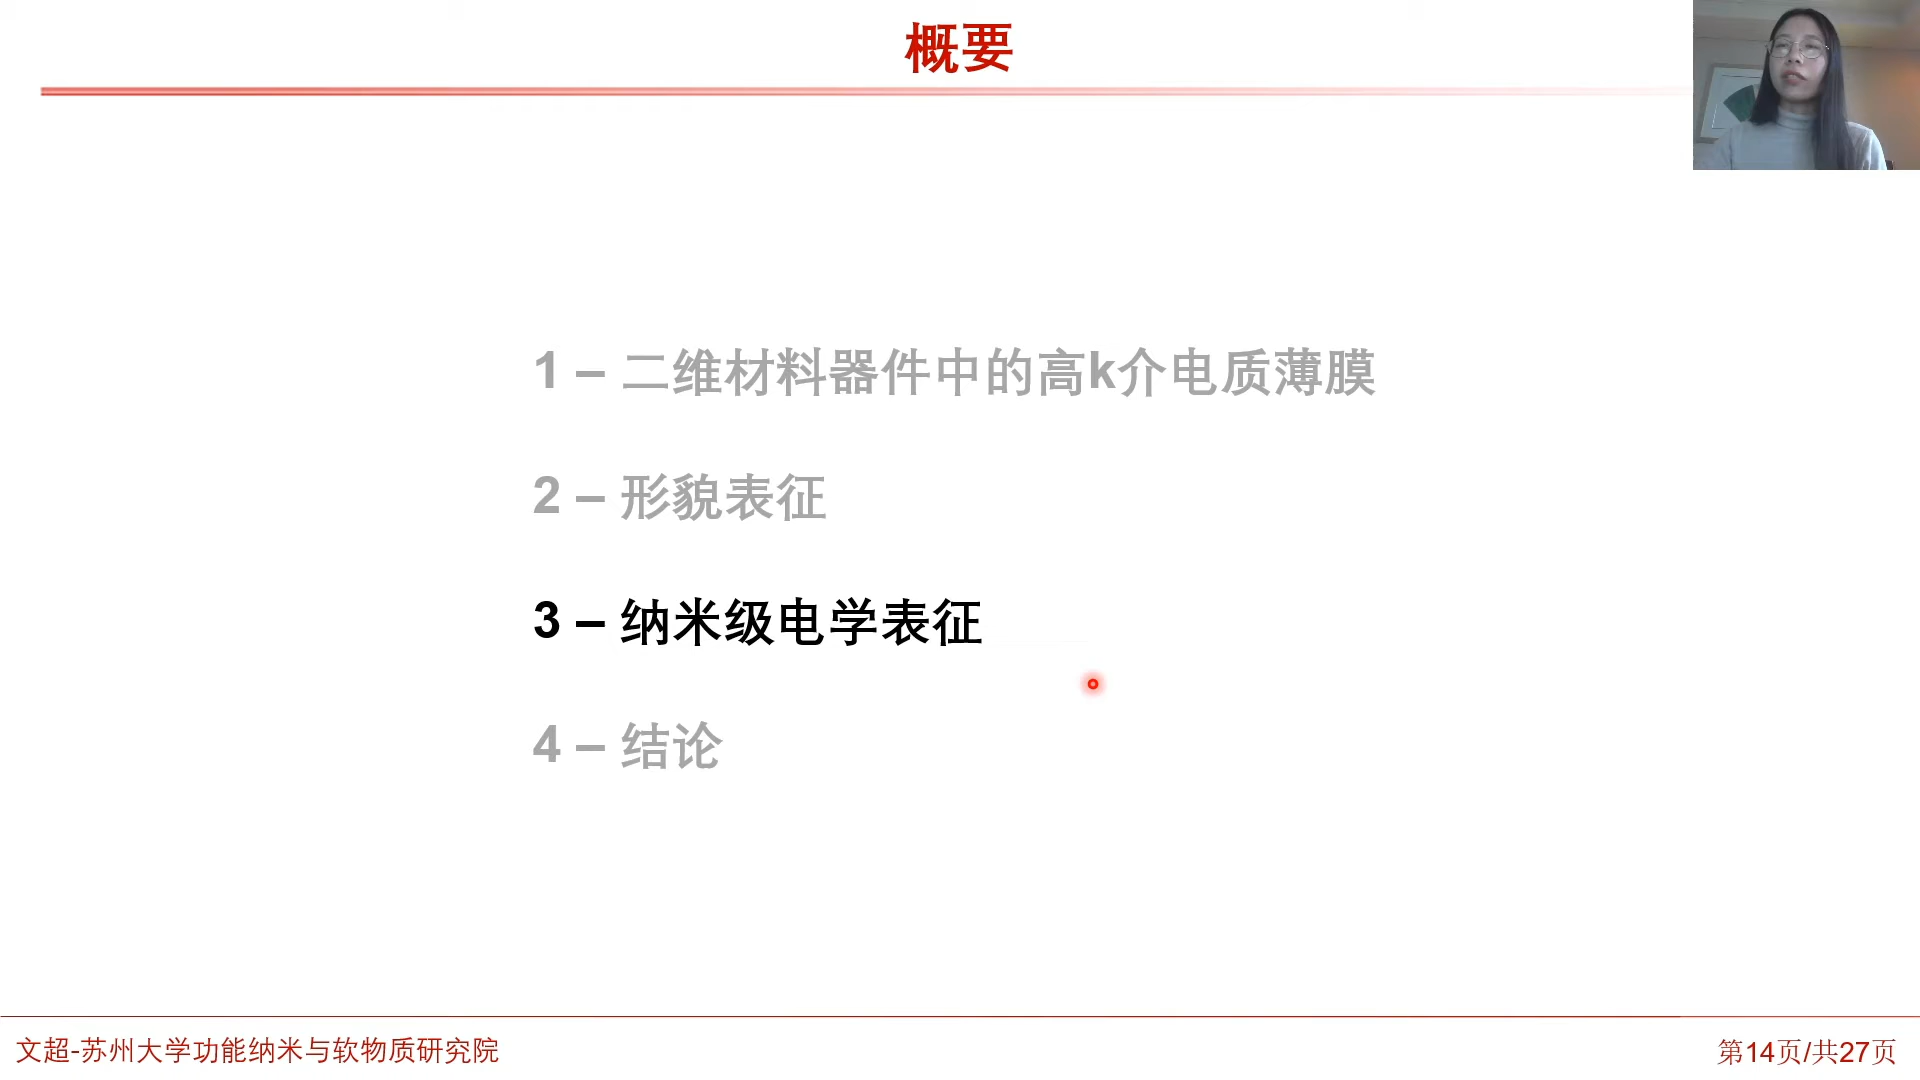 概要
1 – 二维材料器件中的高k介电质薄膜
2 – 形貌表征
3 – 纳米级电学表征
4 – 结论
文超-苏州大学功能纳米与软物质研究院
第14页/共27页